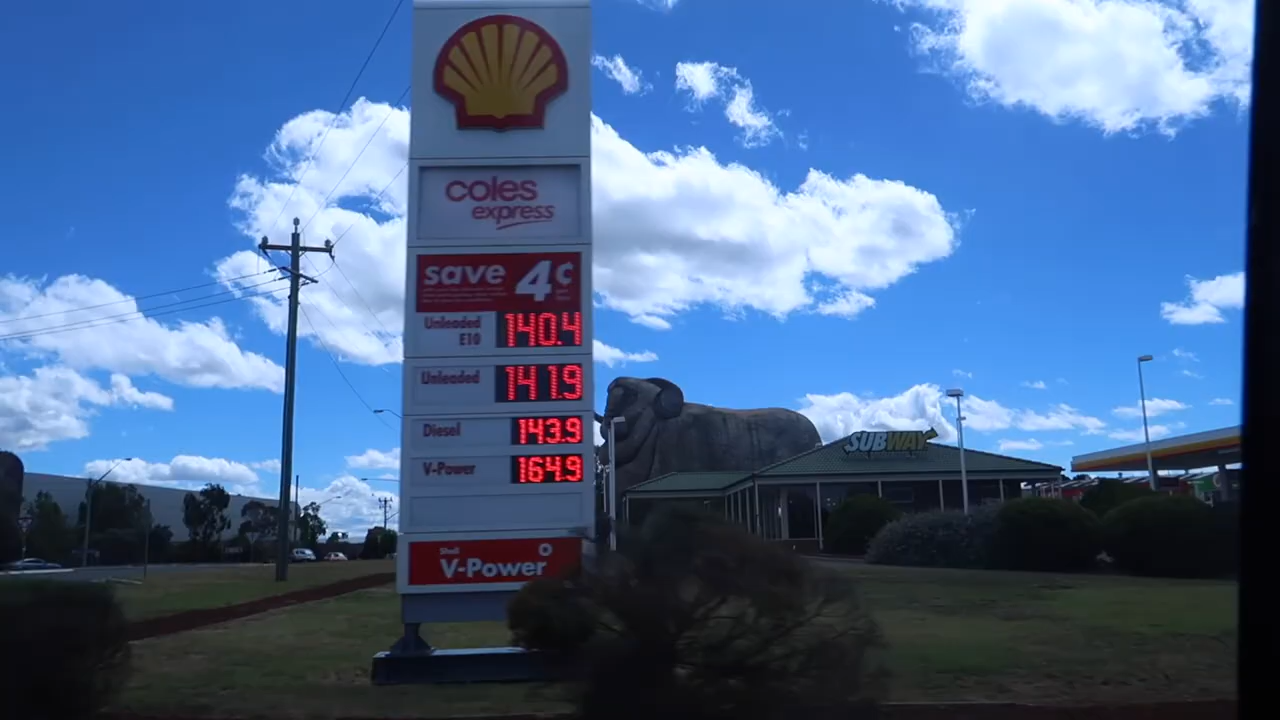 coles
express
save 4c
Unleaded
E10 140.4
Unleaded 141.9
Diesel 143.9
V-Power 164.9
Shell
V-Power
SUBWAY